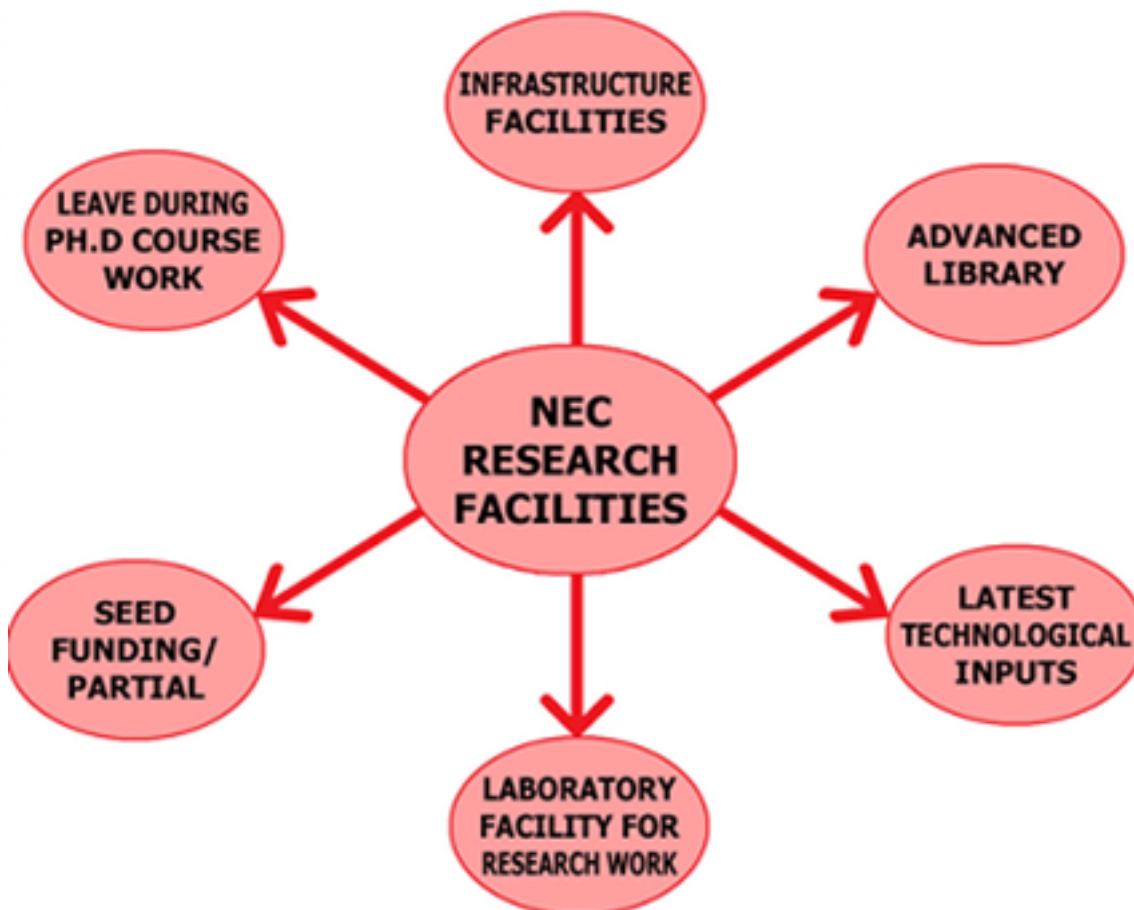 INFRASTRUCTURE
FACILITIES
LEAVE DURING
PH.D COURSE
WORK
ADVANCED
LIBRARY
NEC
RESEARCH
FACILITIES
SEED
FUNDING/
PARTIAL
LATEST
TECHNOLOGICAL
INPUTS
LABORATORY
FACILITY FOR
RESEARCH WORK